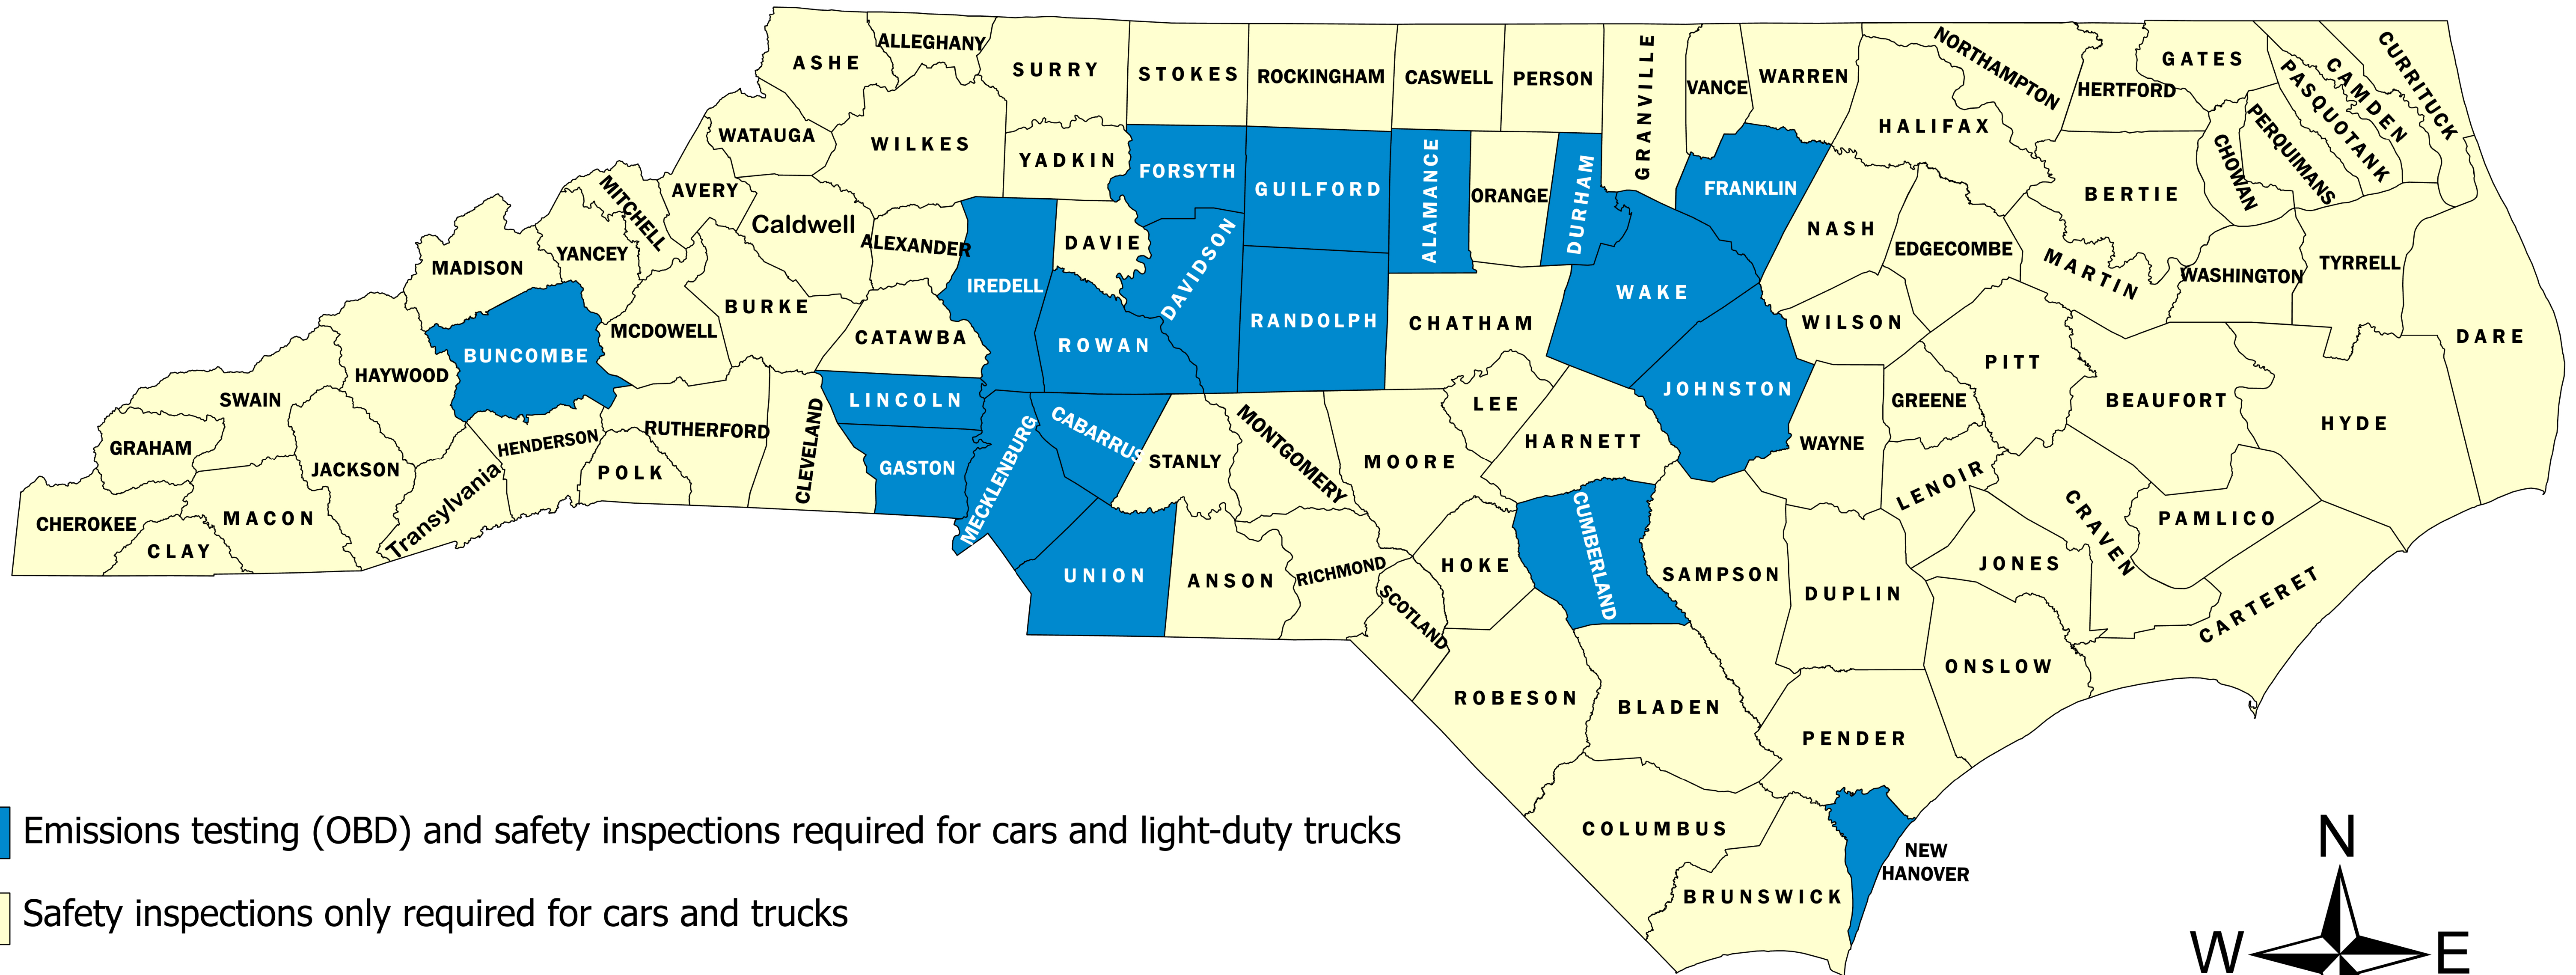 ASHE
ALLEGHANY
SURRY
STOKES
ROCKINGHAM
CASWELL
PERSON
GRANVILLE
VANCE
WARREN
NORTHAMPTON
HERTFORD
GATES
PASQUOTANK
CAMDEN
CURRITUCK
WATAUGA
WILKES
YADKIN
FORSYTH
GUILFORD
ALAMANCE
ORANGE
DURHAM
FRANKLIN
HALIFAX
BERTIE
CHOWAN
PERQUIMANS
MITCHELL
AVERY
Caldwell
ALEXANDER
IREDELL
DAVIE
DAVIDSON
NASH
EDGECOMBE
MARTIN
WASHINGTON
TYRRELL
DARE
MADISON
YANCEY
BURKE
MCDOWELL
CATAWBA
ROWAN
RANDOLPH
CHATHAM
WAKE
WILSON
PITT
BEAUFORT
HYDE
BUNCOMBE
HAYWOOD
SWAIN
LINCOLN
CABARRUS
JOHNSTON
GREENE
LEE
GRAHAM
JACKSON
HENDERSON
RUTHERFORD
CLEVELAND
GASTON
MECKLENBURG
STANLY
MONTGOMERY
MOORE
HARNETT
WAYNE
LENOIR
CRAVEN
PAMLICO
CHEROKEE
CLAY
MACON
Transylvania
POLK
UNION
ANSON
RICHMOND
SCOTLAND
HOKE
CUMBERLAND
SAMPSON
DUPLIN
JONES
CARTERET
ONSLOW
ROBESON
BLADEN
PENDER
COLUMBUS
BRUNSWICK
NEW
HANOVER
Emissions testing (OBD) and safety inspections required for cars and light-duty trucks
Safety inspections only required for cars and trucks
N
W
E